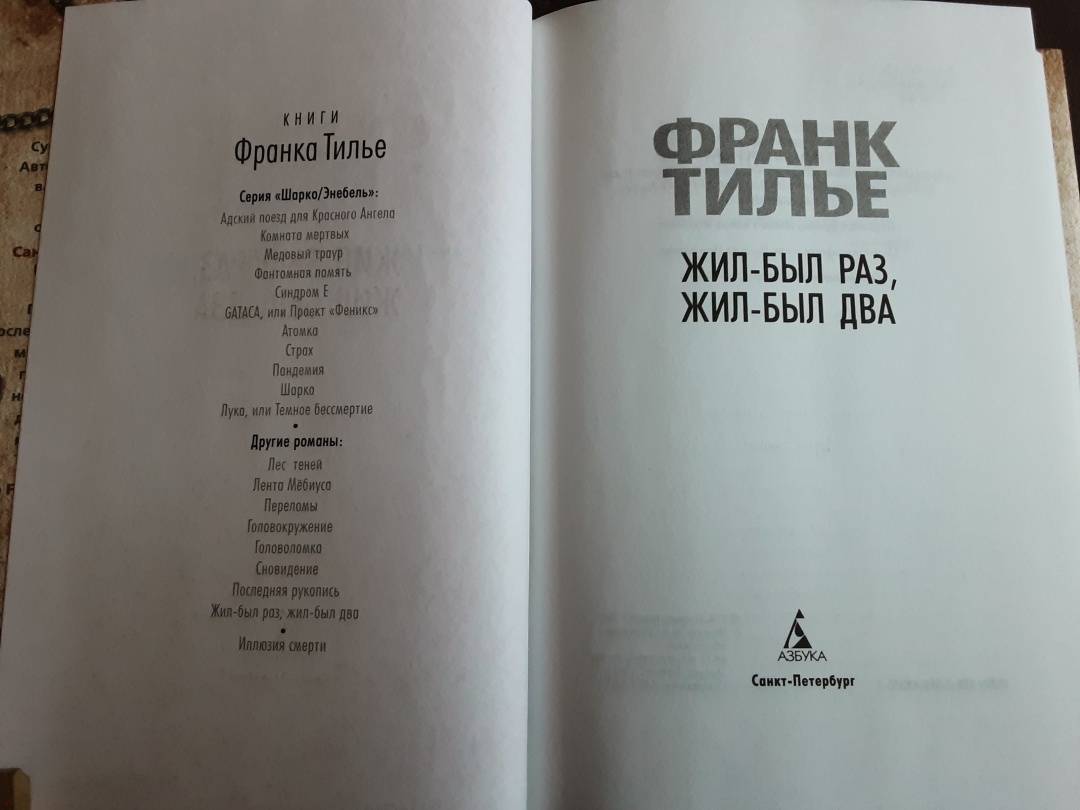 КНИГИ
Франка Тилье
Серия «Шарко/Энебель»:
Адский поезд для Красного Ангела
Комната мертвых
Медовый траур
Фантомная память
Синдром Е
GATACA, или Проект «Феникс»
Атомка
Страх
Пандемия
Шарко
Лука, или Темное бессмертие
•
Другие романы:
Лес теней
Лента Мёбиуса
Переломы
Головокружение
Головоломка
Сновидение
Последняя рукопись
Жил-был раз, жил-был два
•
Иллюзия смерти
ФРАНК
ТИЛЬЕ
ЖИЛ-БЫЛ РАЗ,
ЖИЛ-БЫЛ ДВА
АЗБУКА
Санкт-Петербург